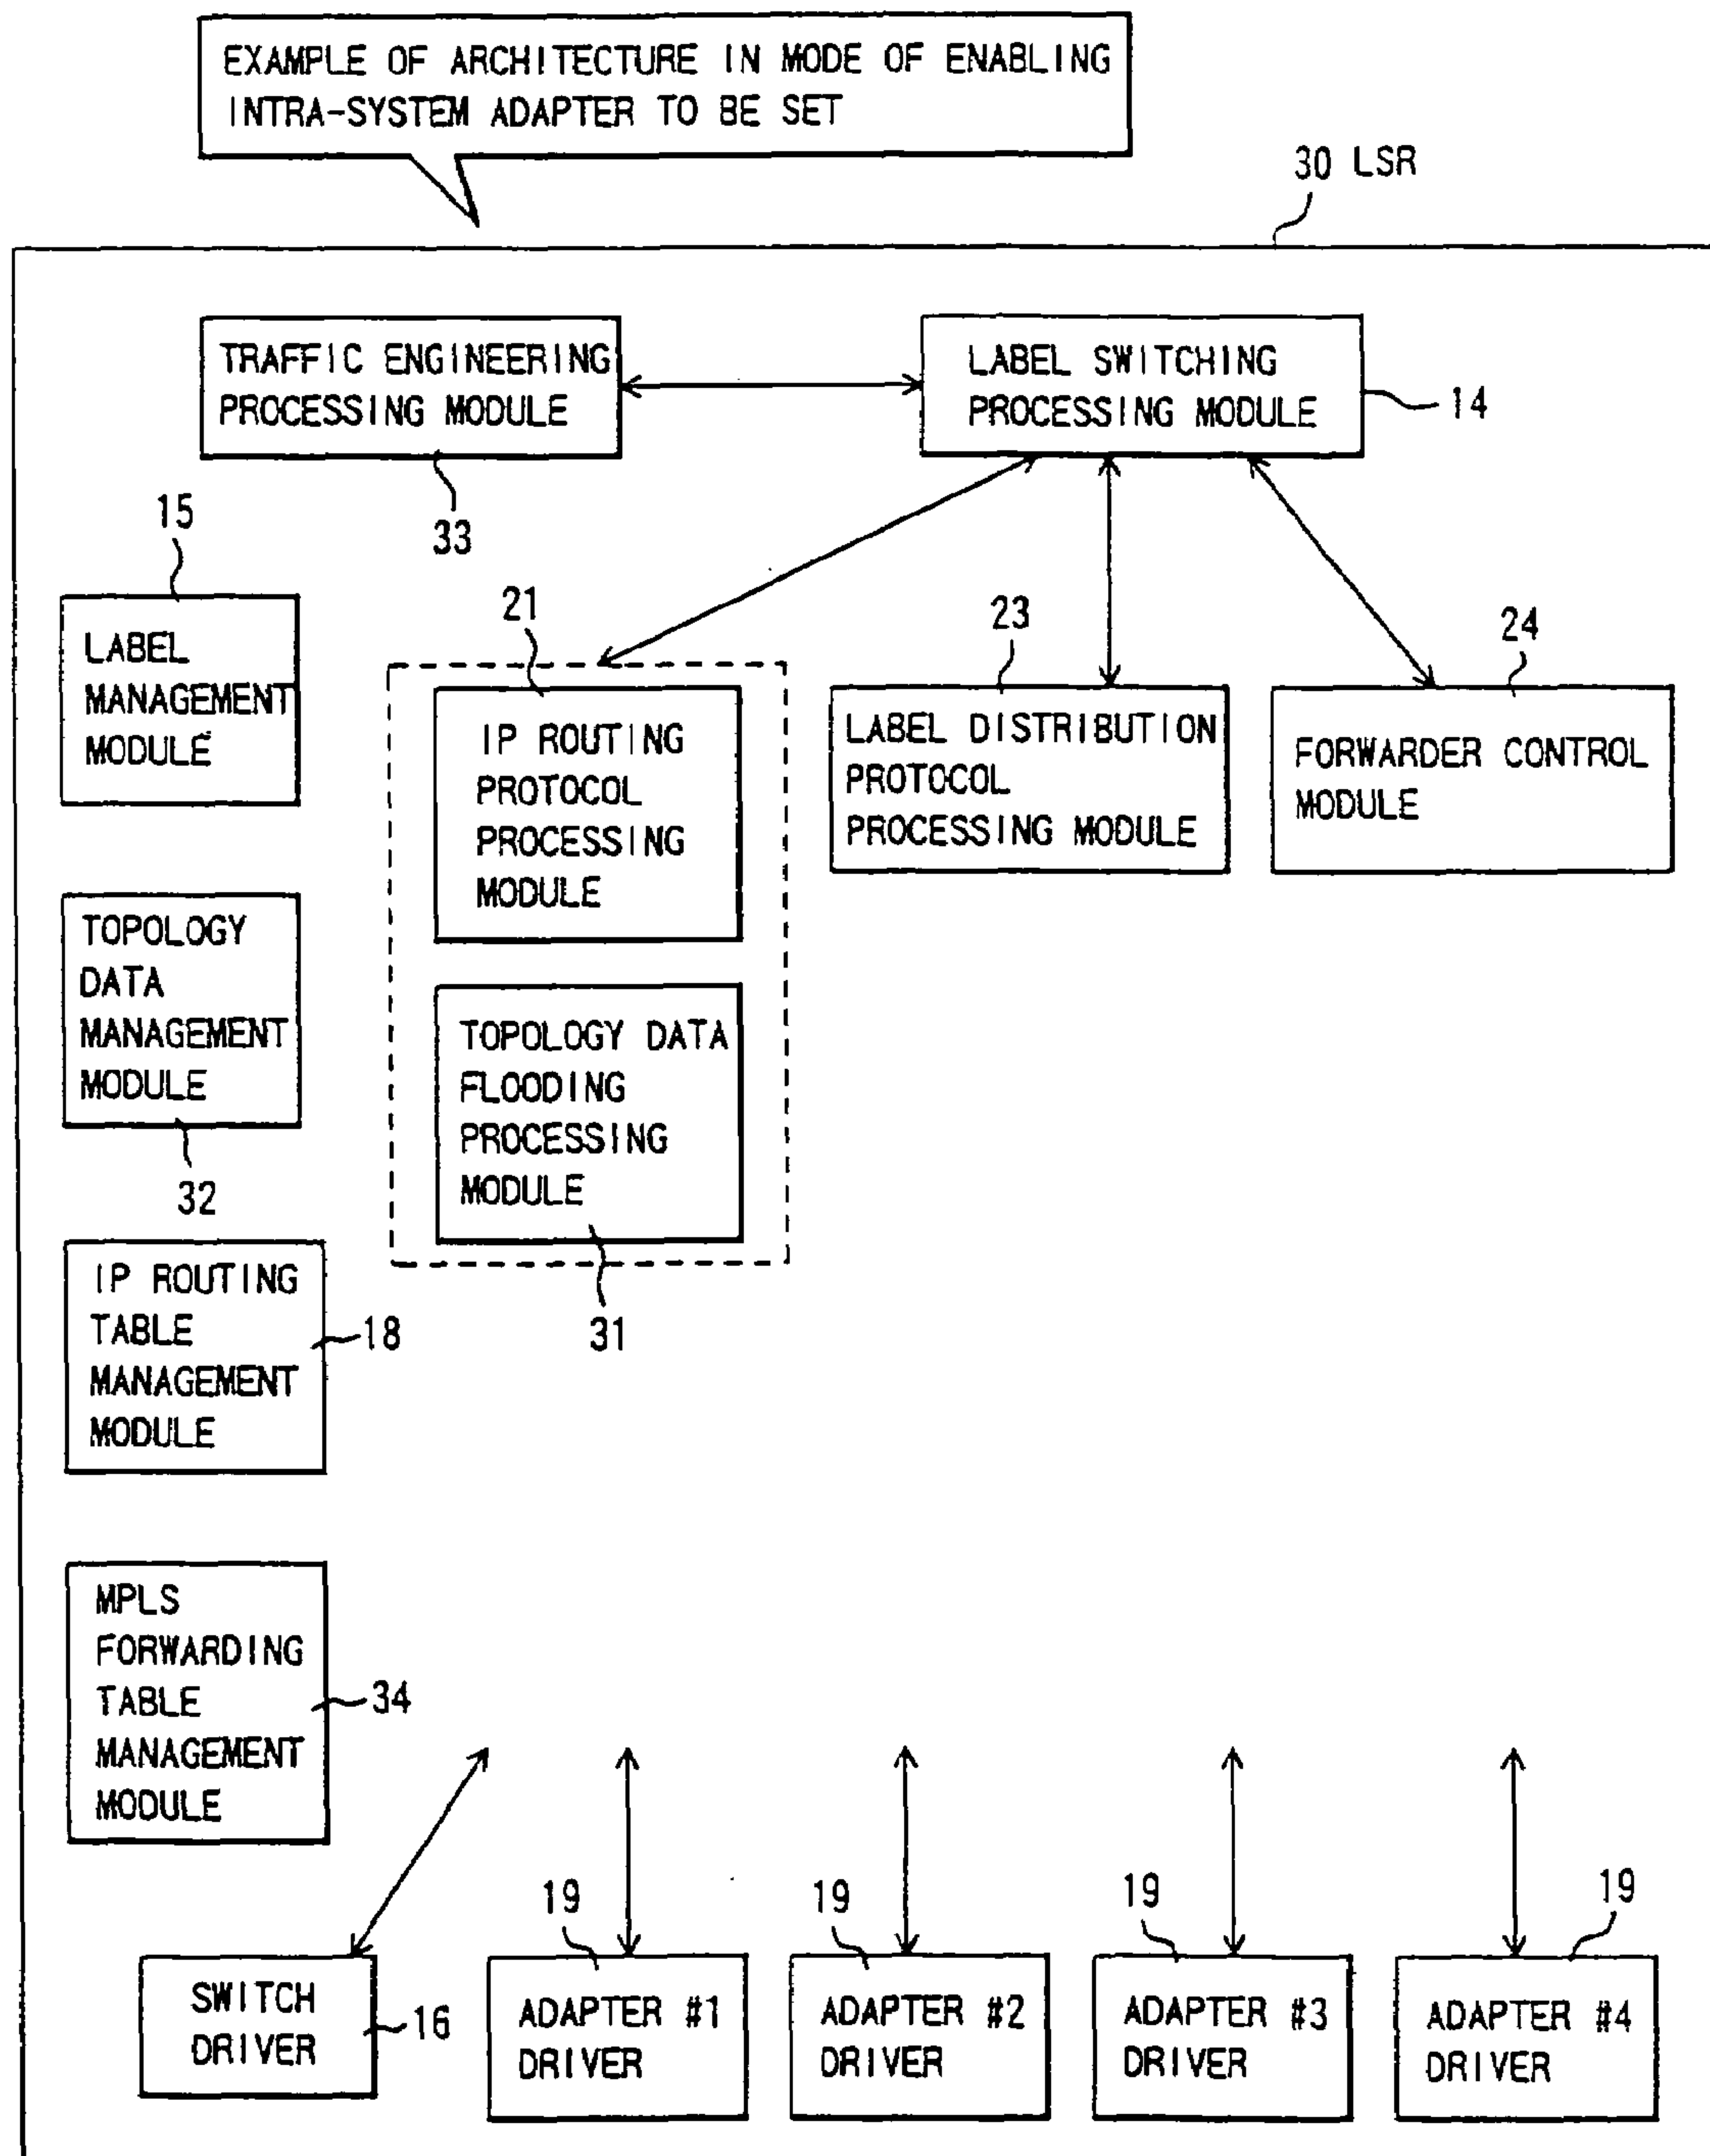 EXAMPLE OF ARCHITECTURE IN MODE OF ENABLING
INTRA-SYSTEM ADAPTER TO BE SET
30 LSR
TRAFFIC ENGINEERING
PROCESSING MODULE
33
LABEL SWITCHING
PROCESSING MODULE
14
15
LABEL
MANAGEMENT
MODULE
21
IP ROUTING
PROTOCOL
PROCESSING
MODULE
23
LABEL DISTRIBUTION
PROTOCOL
PROCESSING MODULE
24
FORWARDER CONTROL
MODULE
TOPOLOGY
DATA
MANAGEMENT
MODULE
32
TOPOLOGY DATA
FLOODING
PROCESSING
MODULE
31
IP ROUTING
TABLE
MANAGEMENT
MODULE
18
MPLS
FORWARDING
TABLE
MANAGEMENT
MODULE
34
SWITCH
DRIVER
16
19
ADAPTER #1
DRIVER
19
ADAPTER #2
DRIVER
19
ADAPTER #3
DRIVER
19
ADAPTER #4
DRIVER